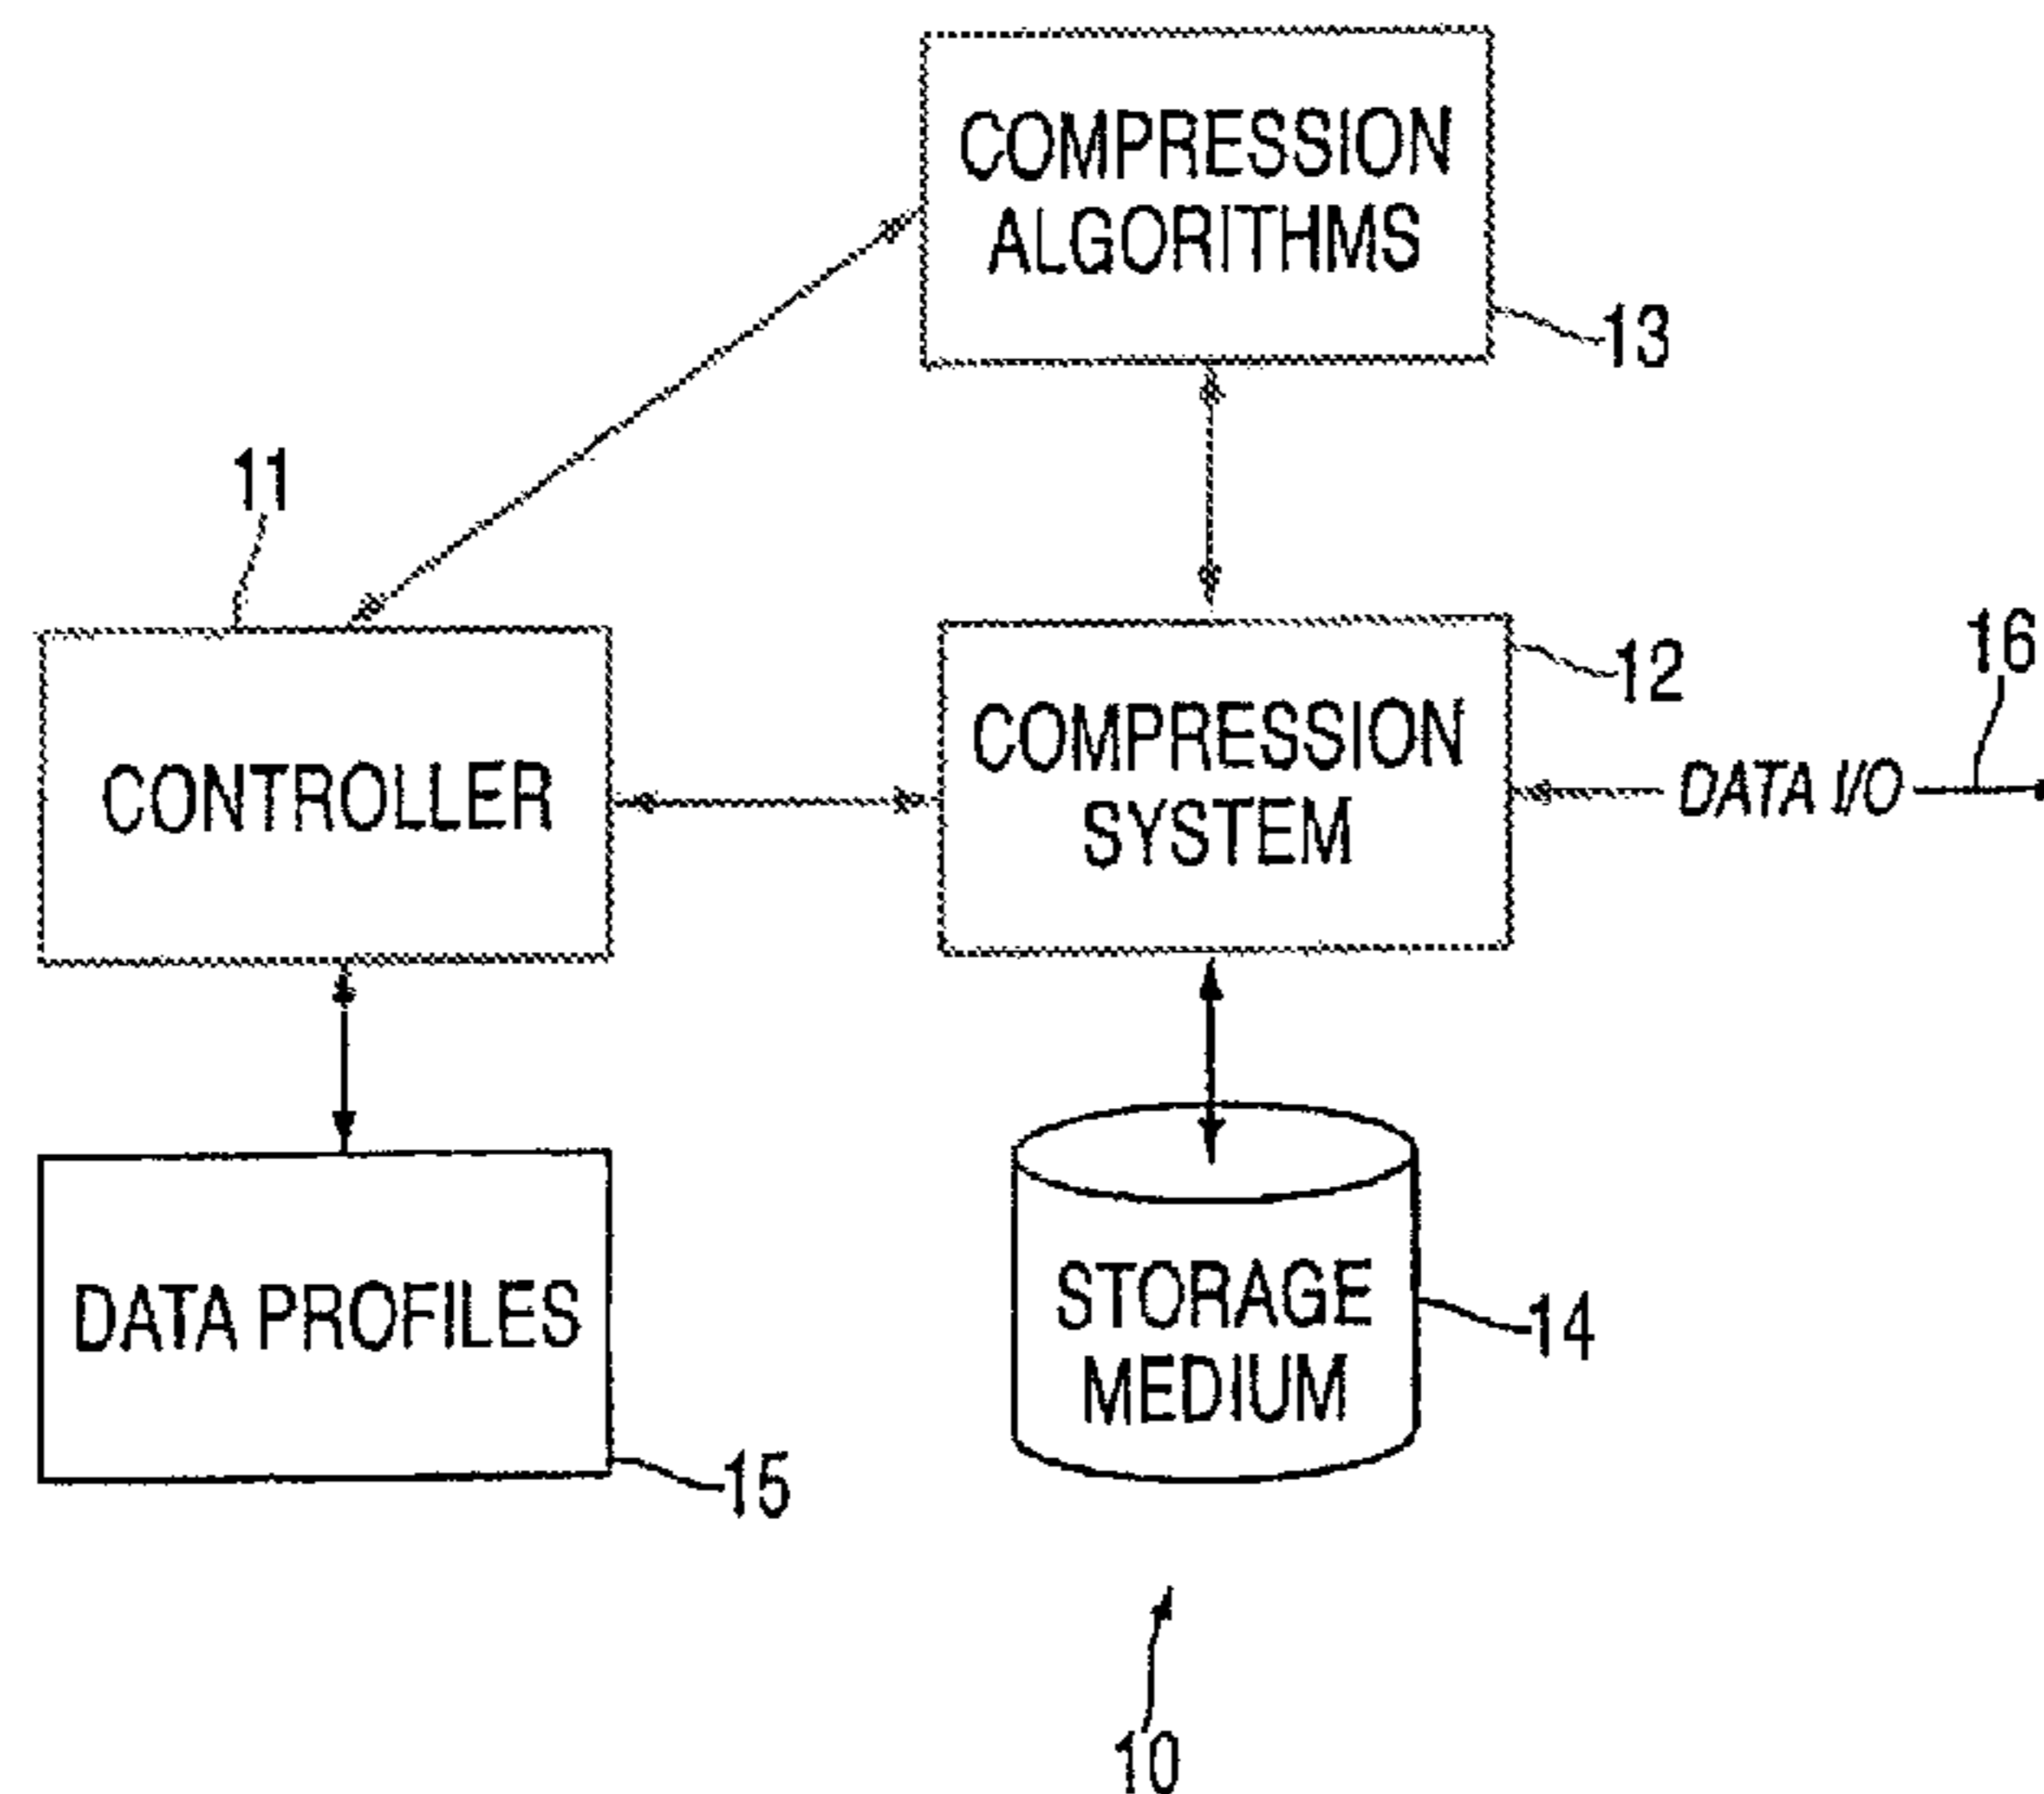 COMPRESSION
ALGORITHMS
13
11
CONTROLLER
COMPRESSION
SYSTEM
12
DATA I/O
16
DATA PROFILES
15
STORAGE
MEDIUM
14
10